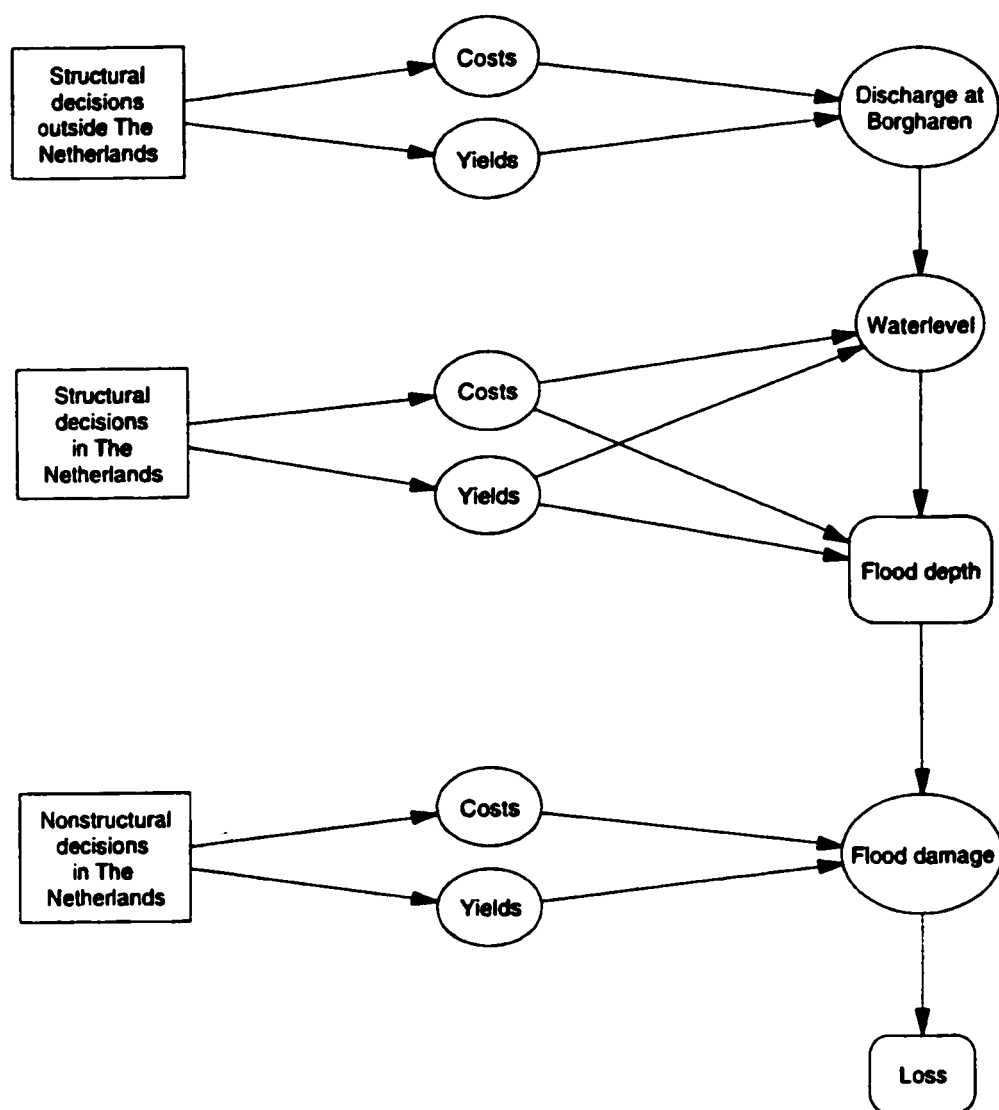 Structural
decisions
outside The
Netherlands
Costs
Yields
Discharge at
Borgharen
Waterlevel
Structural
decisions
in The
Netherlands
Costs
Yields
Flood depth
Nonstructural
decisions
in The
Netherlands
Costs
Yields
Flood damage
Loss